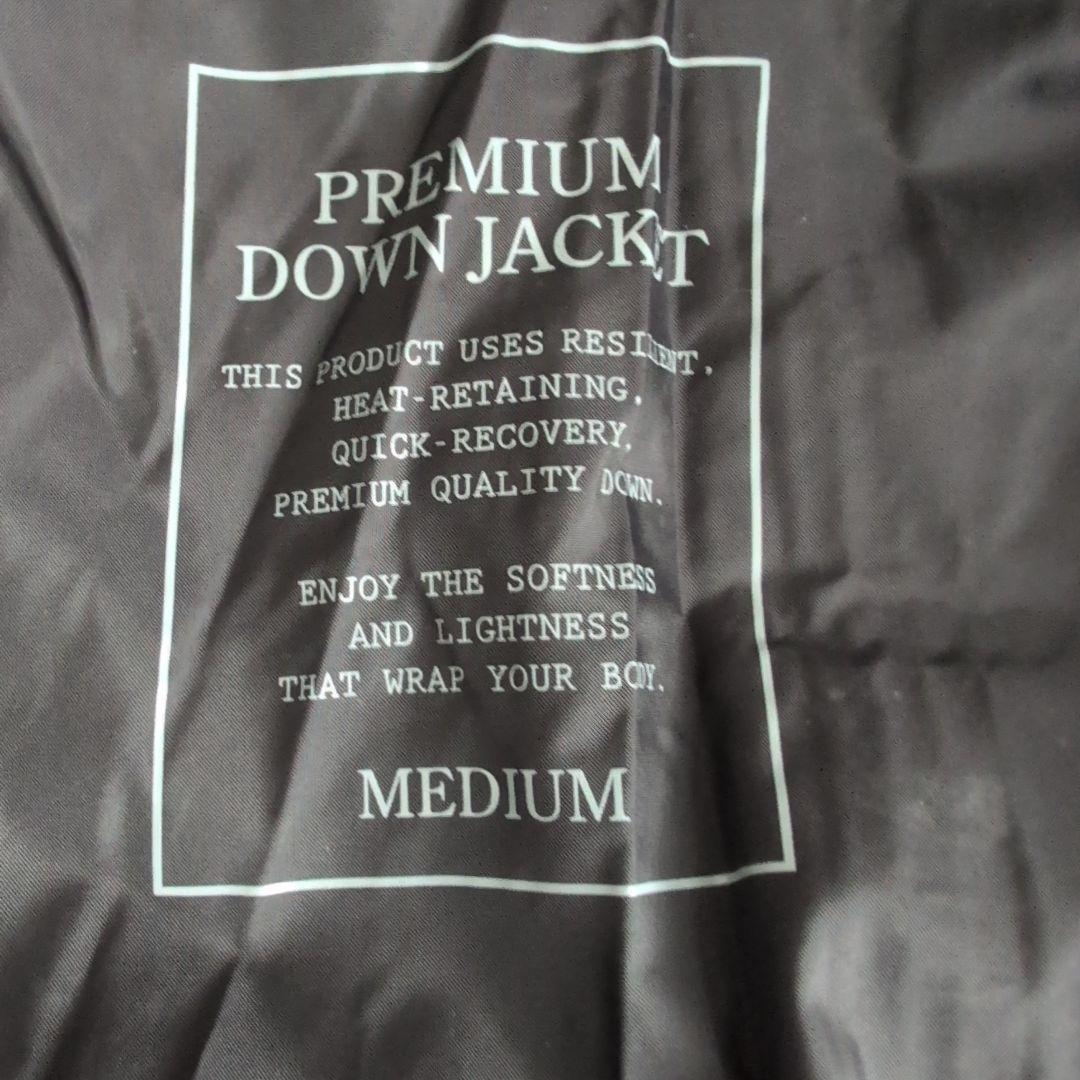 PREMIUM
DOWN JACKET
THIS PRODUCT USES RESILIENT,
HEAT-RETAINING,
QUICK-RECOVERY,
PREMIUM QUALITY DOWN.
ENJOY THE SOFTNESS
AND LIGHTNESS
THAT WRAP YOUR BODY.
MEDIUM